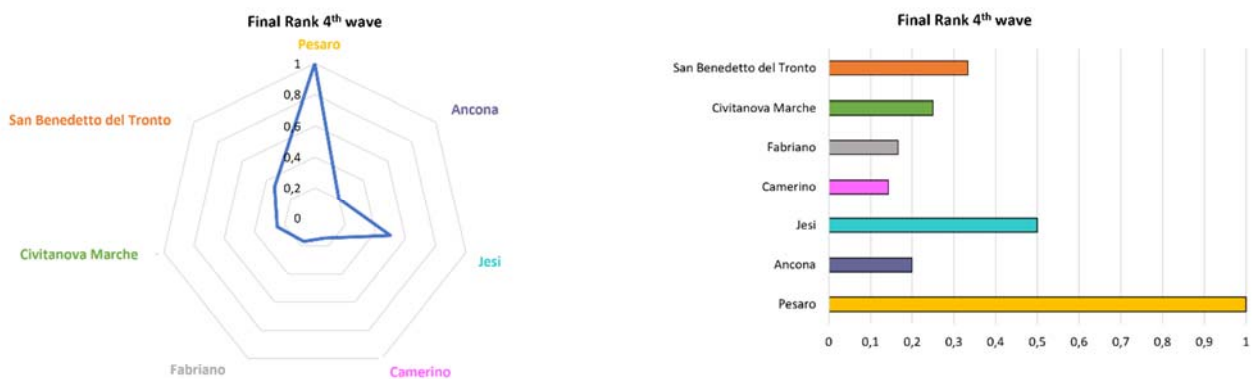 Final Rank 4th wave
Pesaro
1
Ancona
0,8
San Benedetto del Tronto
0,6
0,4
0,2
0
Civitanova Marche
Jesi
Fabriano
Camerino
Final Rank 4th wave
San Benedetto del Tronto
Civitanova Marche
Fabriano
Camerino
Jesi
Ancona
Pesaro
0 0,1 0,2 0,3 0,4 0,5 0,6 0,7 0,8 0,9 1